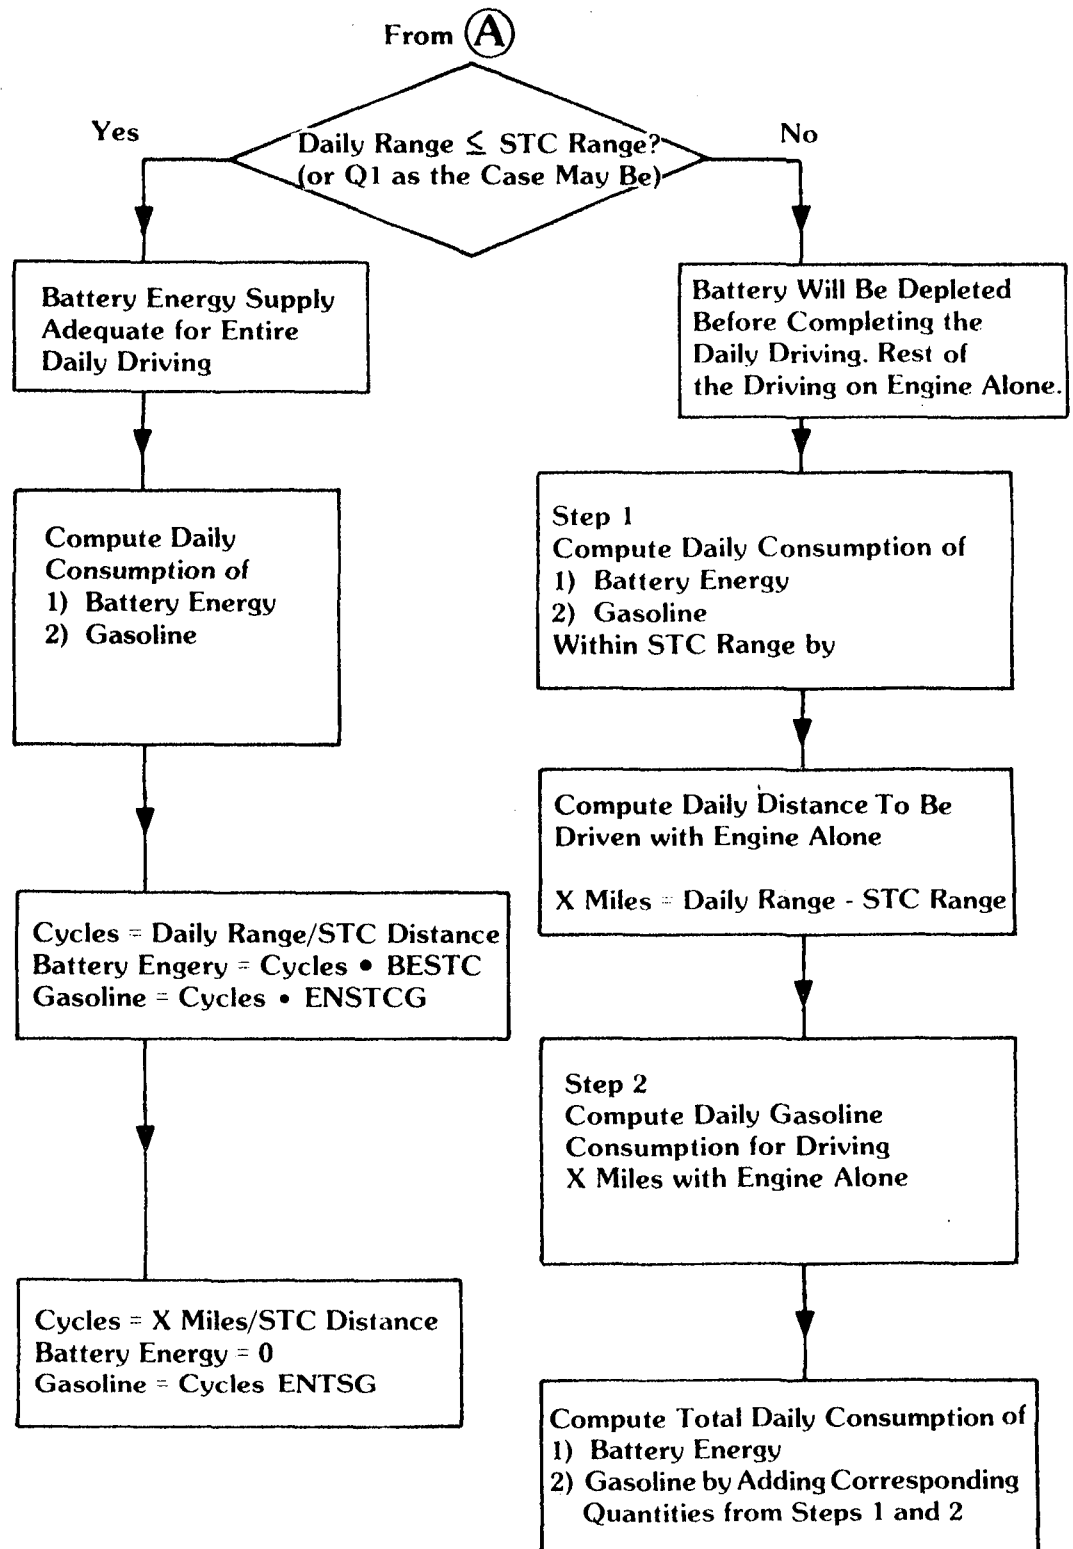 From A
Daily Range ≤ STC Range?
(or Q1 as the Case May Be)
Yes
No
Battery Energy Supply
Adequate for Entire
Daily Driving
Compute Daily
Consumption of
1) Battery Energy
2) Gasoline
Cycles = Daily Range/STC Distance
Battery Engery = Cycles • BESTC
Gasoline = Cycles • ENSTCG
Cycles = X Miles/STC Distance
Battery Energy = 0
Gasoline = Cycles ENTSG
Battery Will Be Depleted
Before Completing the
Daily Driving. Rest of
the Driving on Engine Alone.
Step 1
Compute Daily Consumption of
1) Battery Energy
2) Gasoline
Within STC Range by
Compute Daily Distance To Be
Driven with Engine Alone
X Miles = Daily Range - STC Range
Step 2
Compute Daily Gasoline
Consumption for Driving
X Miles with Engine Alone
Compute Total Daily Consumption of
1) Battery Energy
2) Gasoline by Adding Corresponding
Quantities from Steps 1 and 2